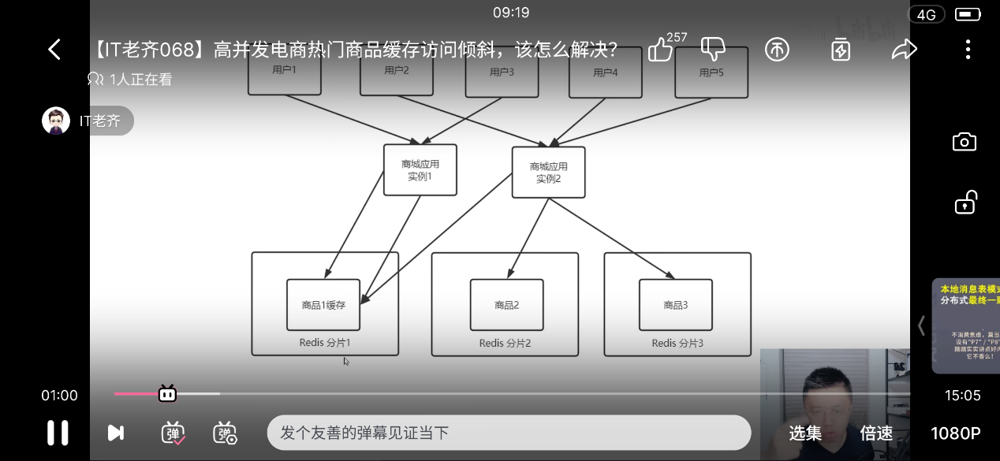 09:19
4G
【IT老齐068】高并发电商热门商品缓存访问倾斜，该怎么解决？
257
1人正在看
IT老齐
用户1
用户2
用户3
用户4
用户5
商城应用
实例1
商城应用
实例2
商品1缓存
Redis 分片1
商品2
Redis 分片2
商品3
Redis 分片3
本地消息表模式
分布式最终一致
不消费焦虑，莫当
没有"P7" / "P8"
踏踏实实讲点好
它不香么！
01:00
15:05
弹
弹
发个友善的弹幕见证当下
选集
倍速
1080P